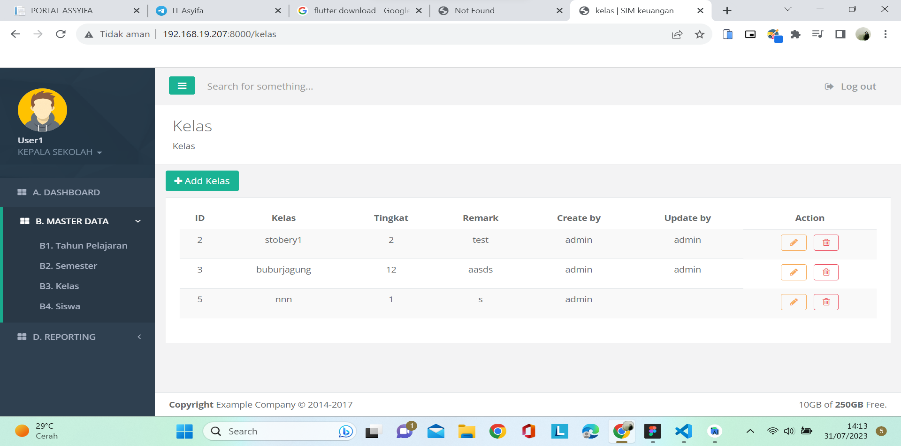 PORTAL ASSYIFA
TI. Asyifa
flutter download - Google
Not Found
kelas | SIM keuangan
Tidak aman | 192.168.19.207:8000/kelas
Search for something...
Log out
User1
KEPALA SEKOLAH
Kelas
Kelas
A. DASHBOARD
B. MASTER DATA
B1. Tahun Pelajaran
B2. Semester
B3. Kelas
B4. Siswa
D. REPORTING
+ Add Kelas
ID Kelas Tingkat Remark Create by Update by Action
2 stobery1 2 test admin admin
3 buburjagung 12 aasds admin admin
5 nnn 1 s admin
Copyright Example Company © 2014-2017
10GB of 250GB Free.
29°C
Cerah
Search
1
14:13
31/07/2023
5